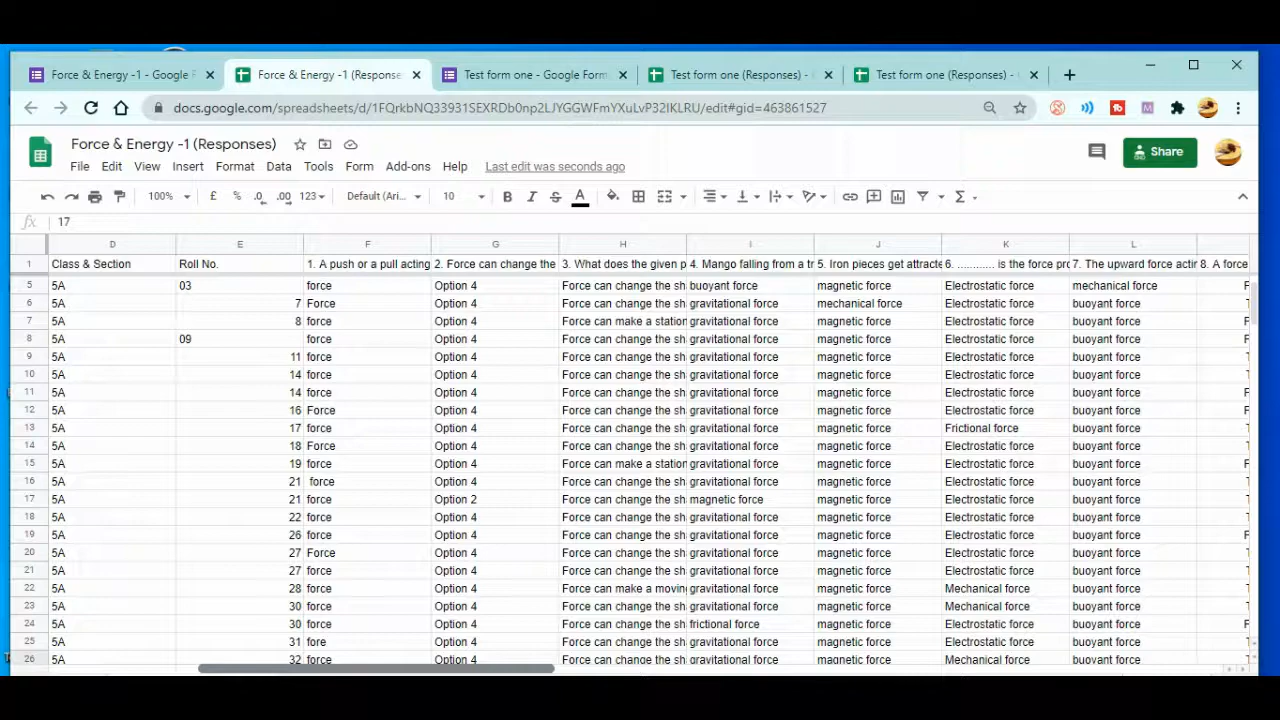 Force & Energy -1 - Google F
Force & Energy -1 (Response
Test form one - Google Form
Test form one (Responses) -
Test form one (Responses) -
docs.google.com/spreadsheets/d/1FQrkbNQ33931SEXRDb0np2LJYGGWFmYXuLvP32IKLRU/edit#gid=463861527
Force & Energy -1 (Responses)
File Edit View Insert Format Data Tools Form Add-ons Help Last edit was seconds ago
Share
100% £ % .0 .00 123 Default (Ari... 10 B I S A
fx 17
D E F G H I J K L
1 Class & Section Roll No. 1. A push or a pull acting 2. Force can change the 3. What does the given p 4. Mango falling from a tr 5. Iron pieces get attracte 6. ............ is the force pro 7. The upward force actin 8. A force
5 5A 03 force Option 4 Force can change the sh buoyant force magnetic force Electrostatic force mechanical force F
6 5A 7 Force Option 4 Force can change the sh gravitational force mechanical force Electrostatic force buoyant force T
7 5A 8 force Option 4 Force can make a station gravitational force magnetic force Electrostatic force buoyant force F
8 5A 09 force Option 4 Force can change the sh gravitational force magnetic force Electrostatic force buoyant force F
9 5A 11 force Option 4 Force can change the sh gravitational force magnetic force Electrostatic force buoyant force T
10 5A 14 force Option 4 Force can change the sh gravitational force magnetic force Electrostatic force buoyant force T
11 5A 14 force Option 4 Force can change the sh gravitational force magnetic force Electrostatic force buoyant force F
12 5A 16 Force Option 4 Force can change the sh gravitational force magnetic force Electrostatic force buoyant force F
13 5A 17 force Option 4 Force can change the sh gravitational force magnetic force Frictional force buoyant force T
14 5A 18 Force Option 4 Force can change the sh gravitational force magnetic force Electrostatic force buoyant force T
15 5A 19 force Option 4 Force can make a station gravitational force magnetic force Electrostatic force buoyant force F
16 5A 21 force Option 4 Force can change the sh gravitational force magnetic force Electrostatic force buoyant force T
17 5A 21 force Option 2 Force can change the sh magnetic force magnetic force Electrostatic force buoyant force T
18 5A 22 force Option 4 Force can change the sh gravitational force magnetic force Electrostatic force buoyant force T
19 5A 26 force Option 4 Force can change the sh gravitational force magnetic force Electrostatic force buoyant force F
20 5A 27 Force Option 4 Force can change the sh gravitational force magnetic force Electrostatic force buoyant force T
21 5A 27 force Option 4 Force can change the sh gravitational force magnetic force Electrostatic force buoyant force T
22 5A 28 force Option 4 Force can make a movin gravitational force magnetic force Mechanical force buoyant force T
23 5A 30 force Option 4 Force can change the sh gravitational force magnetic force Mechanical force buoyant force T
24 5A 30 force Option 4 Force can change the sh frictional force magnetic force Electrostatic force buoyant force F
25 5A 31 fore Option 4 Force can change the sh gravitational force magnetic force Electrostatic force buoyant force T
26 5A 32 force Option 4 Force can change the sh gravitational force magnetic force Mechanical force buoyant force T